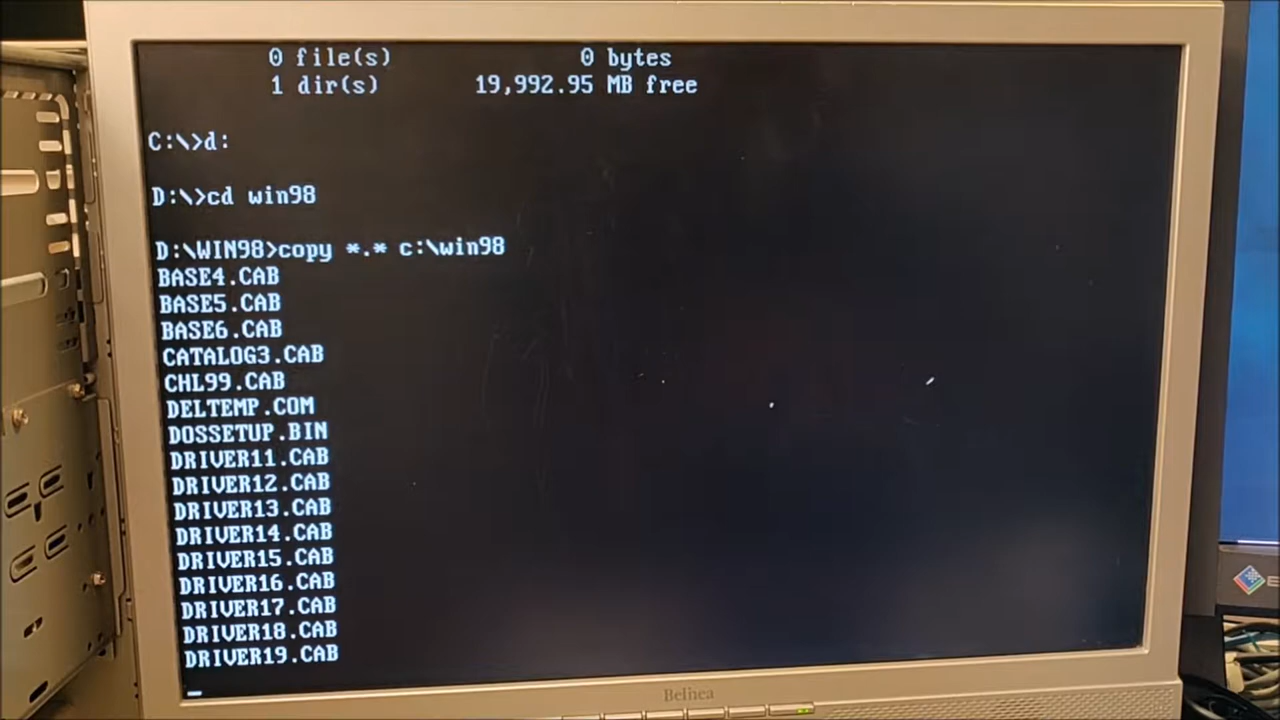 0 file(s) 0 bytes
1 dir(s) 19,992.95 MB free
C:\>d:
D:\>cd win98
D:\WIN98>copy *.* c:\win98
BASE4.CAB
BASE5.CAB
BASE6.CAB
CATALOG3.CAB
CHL99.CAB
DELTEMP.COM
DOSSETUP.BIN
DRIVER11.CAB
DRIVER12.CAB
DRIVER13.CAB
DRIVER14.CAB
DRIVER15.CAB
DRIVER16.CAB
DRIVER17.CAB
DRIVER18.CAB
DRIVER19.CAB
Belinea